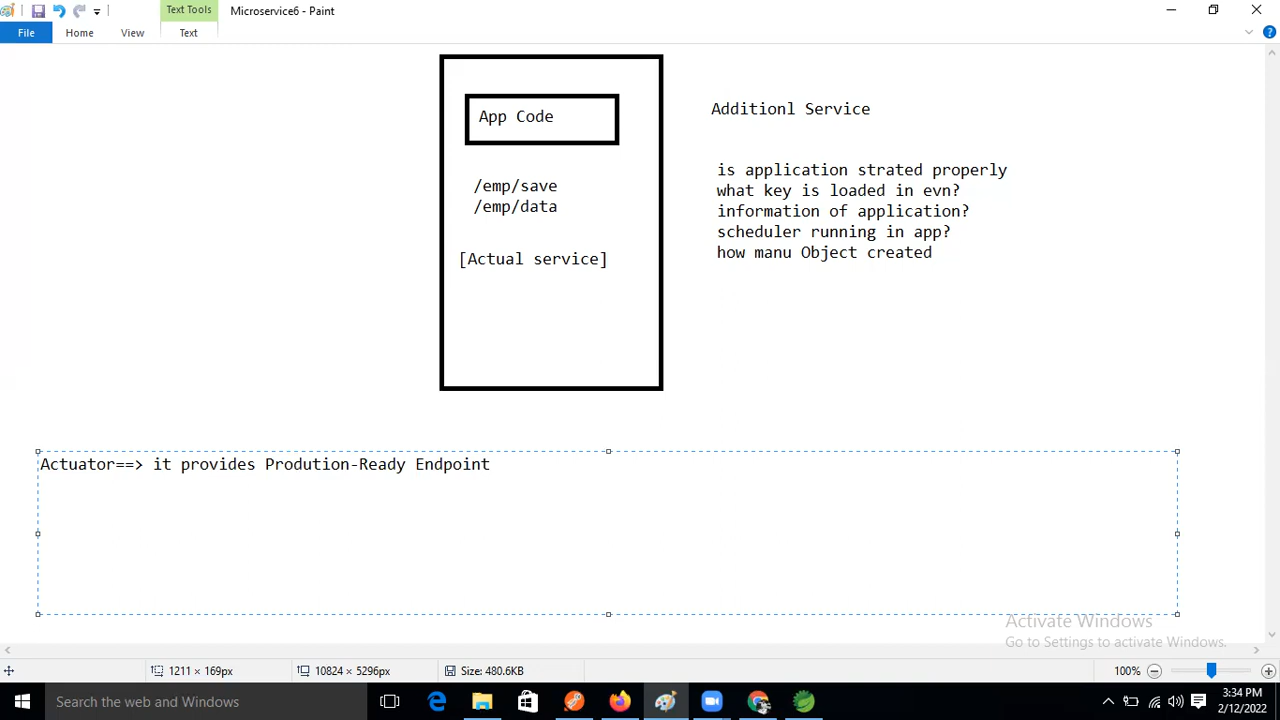 Text Tools
Microservice6 - Paint
File
Home
View
Text
App Code
/emp/save
/emp/data
[Actual service]
Additionl Service
is application strated properly
what key is loaded in evn?
information of application?
scheduler running in app?
how manu Object created
Actuator==> it provides Prodution-Ready Endpoint
Activate Windows
Go to Settings to activate Windows.
1211 × 169px
10824 × 5296px
Size: 480.6KB
100%
Search the web and Windows
3:34 PM
2/12/2022